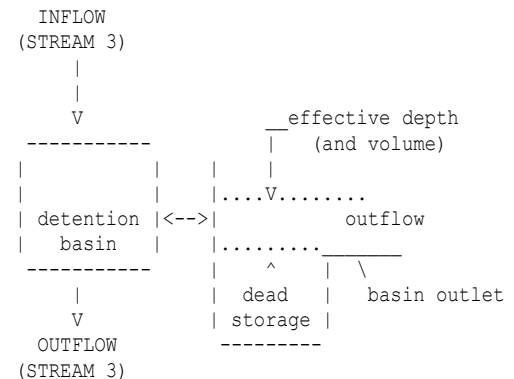 INFLOW
(STREAM 3)
effective depth
(and volume)
detention
basin
outflow
dead
storage
basin outlet
OUTFLOW
(STREAM 3)